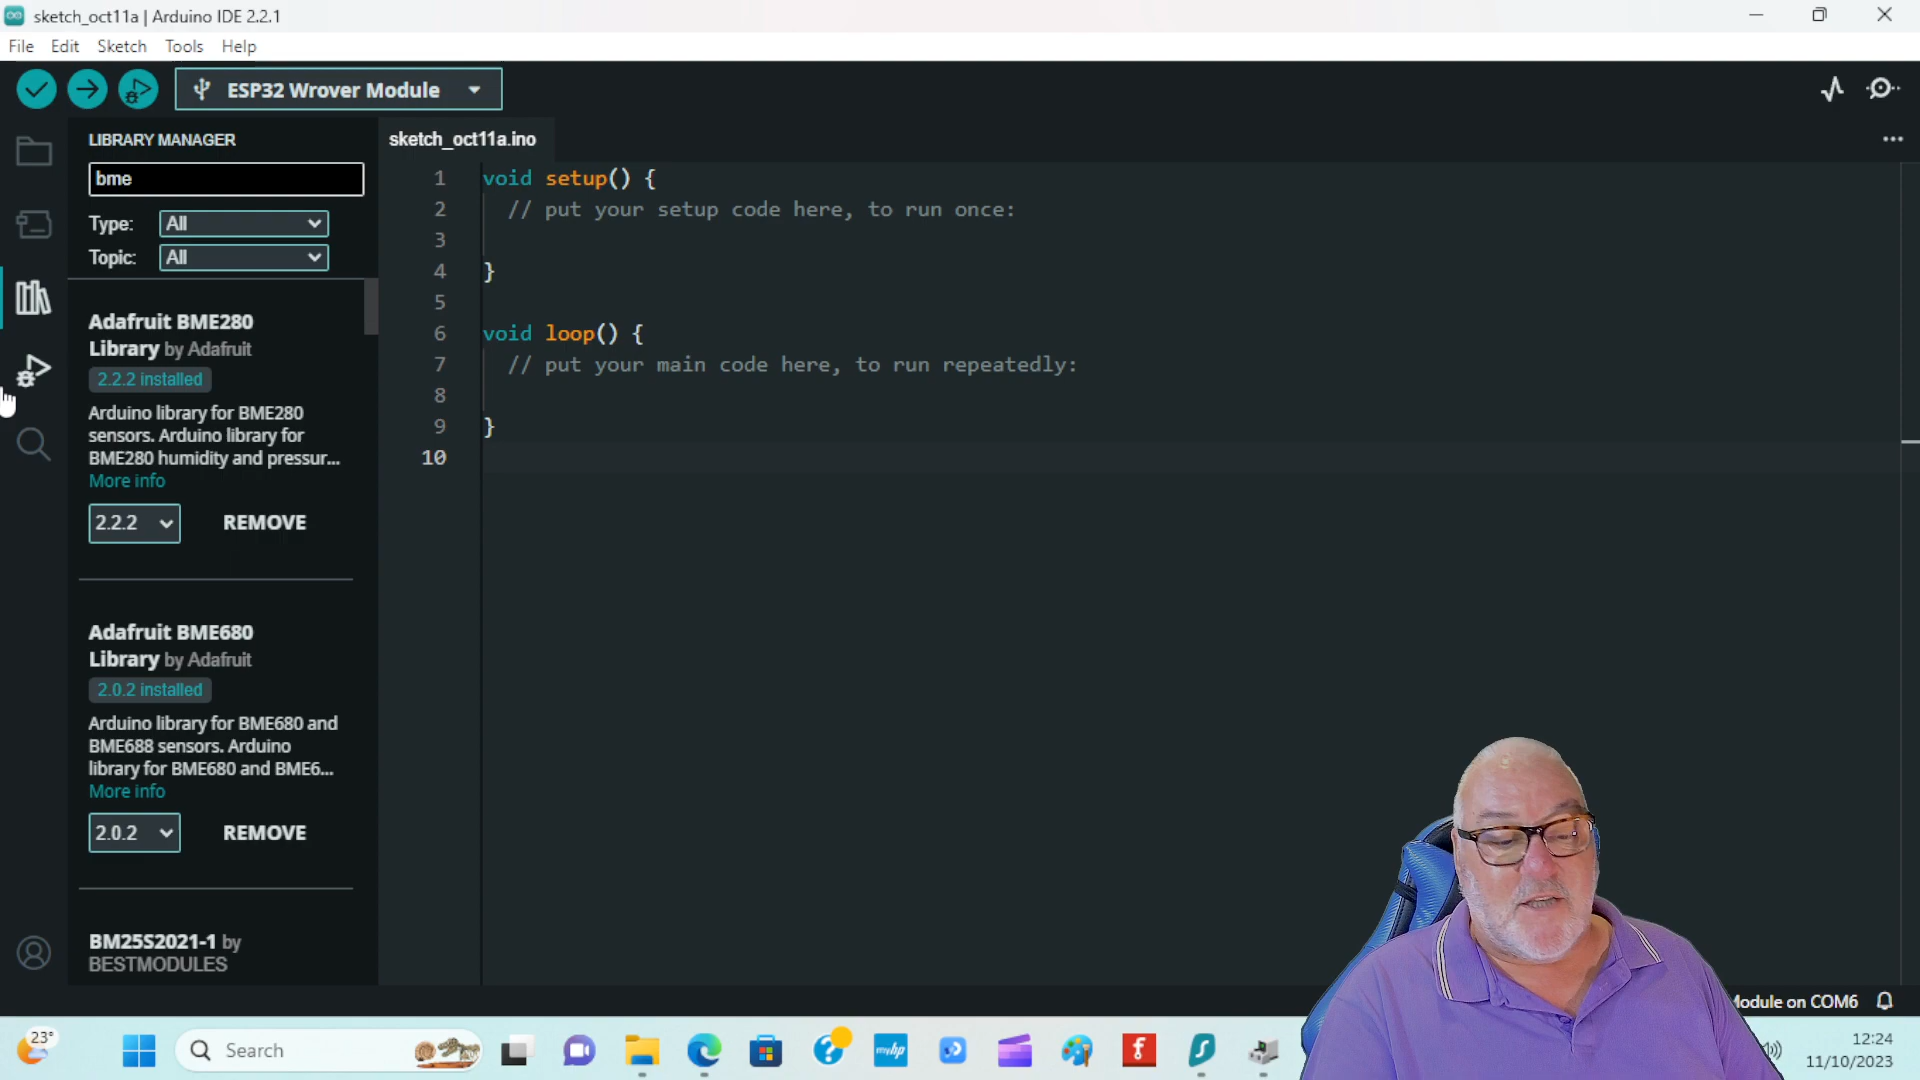 sketch_oct11a | Arduino IDE 2.2.1
File Edit Sketch Tools Help
ESP32 Wrover Module
LIBRARY MANAGER
bme
Type: All
Topic: All
Adafruit BME280
Library by Adafruit
2.2.2 installed
Arduino library for BME280
sensors. Arduino library for
BME280 humidity and pressur...
More info
2.2.2 REMOVE
Adafruit BME680
Library by Adafruit
2.0.2 installed
Arduino library for BME680 and
BME688 sensors. Arduino
library for BME680 and BME6...
More info
2.0.2 REMOVE
BM25S2021-1 by
BESTMODULES
sketch_oct11a.ino
1 void setup() {
2 // put your setup code here, to run once:
3
4 }
5
6 void loop() {
7 // put your main code here, to run repeatedly:
8
9 }
10
Module on COM6
23°
Search
myhp
12:24
11/10/2023